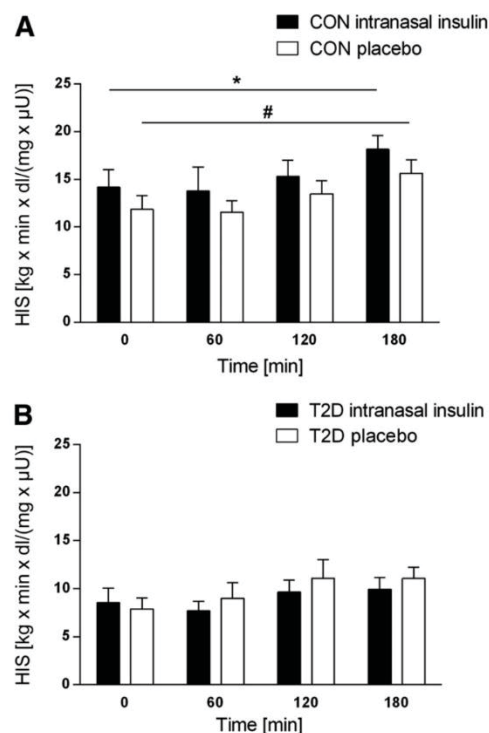 A
CON intranasal insulin
CON placebo
HIS [kg x min x dl/(mg x µU)]
25
20
15
10
5
0
*
#
0 60 120 180
Time [min]
B
T2D intranasal insulin
T2D placebo
HIS [kg x min x dl/(mg x µU)]
25
20
15
10
5
0
0 60 120 180
Time [min]